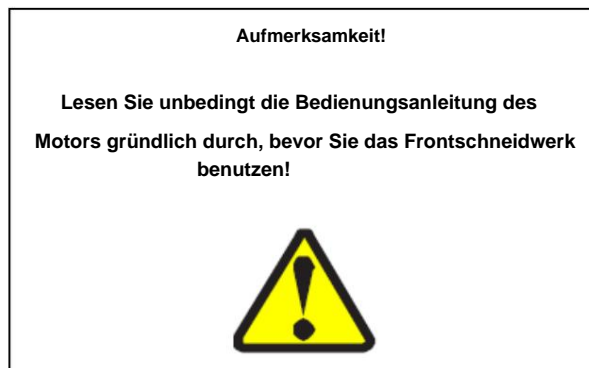 Aufmerksamkeit!
Lesen Sie unbedingt die Bedienungsanleitung des
Motors gründlich durch, bevor Sie das Frontschneidwerk
benutzen!